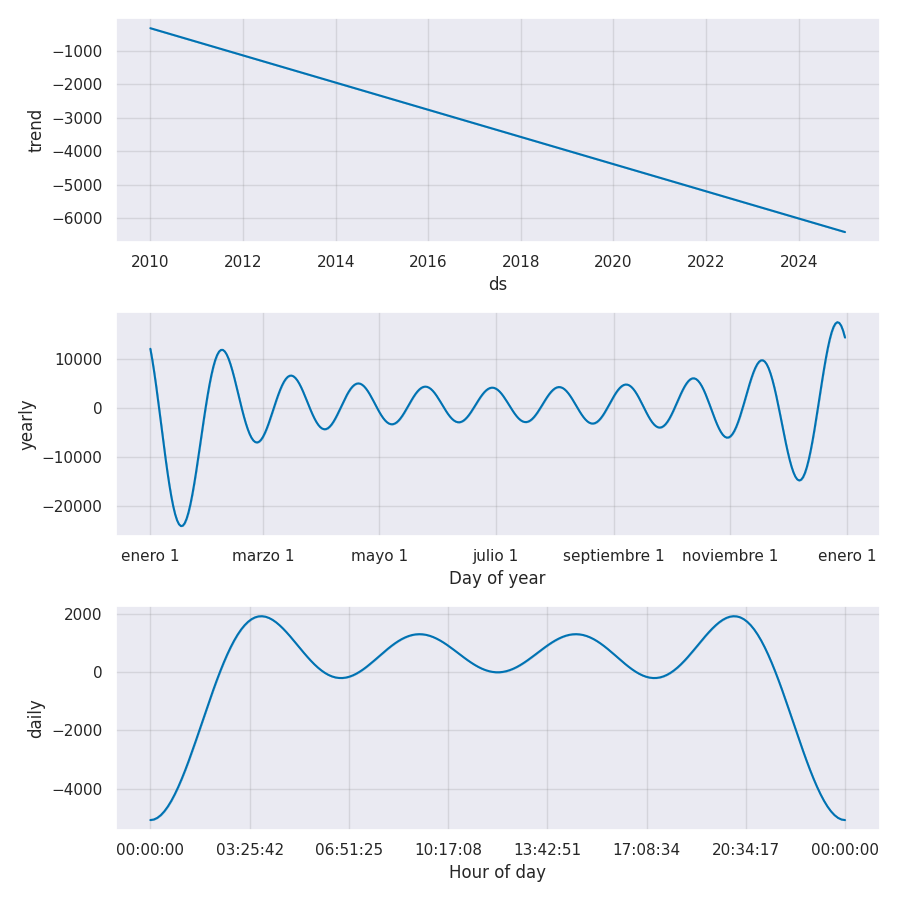 −1000
−2000
−3000
−4000
−5000
−6000
trend
2010 2012 2014 2016 2018 2020 2022 2024
ds
10000
0
−10000
−20000
yearly
enero 1 marzo 1 mayo 1 julio 1 septiembre 1 noviembre 1 enero 1
Day of year
2000
0
−2000
−4000
daily
00:00:00 03:25:42 06:51:25 10:17:08 13:42:51 17:08:34 20:34:17 00:00:00
Hour of day